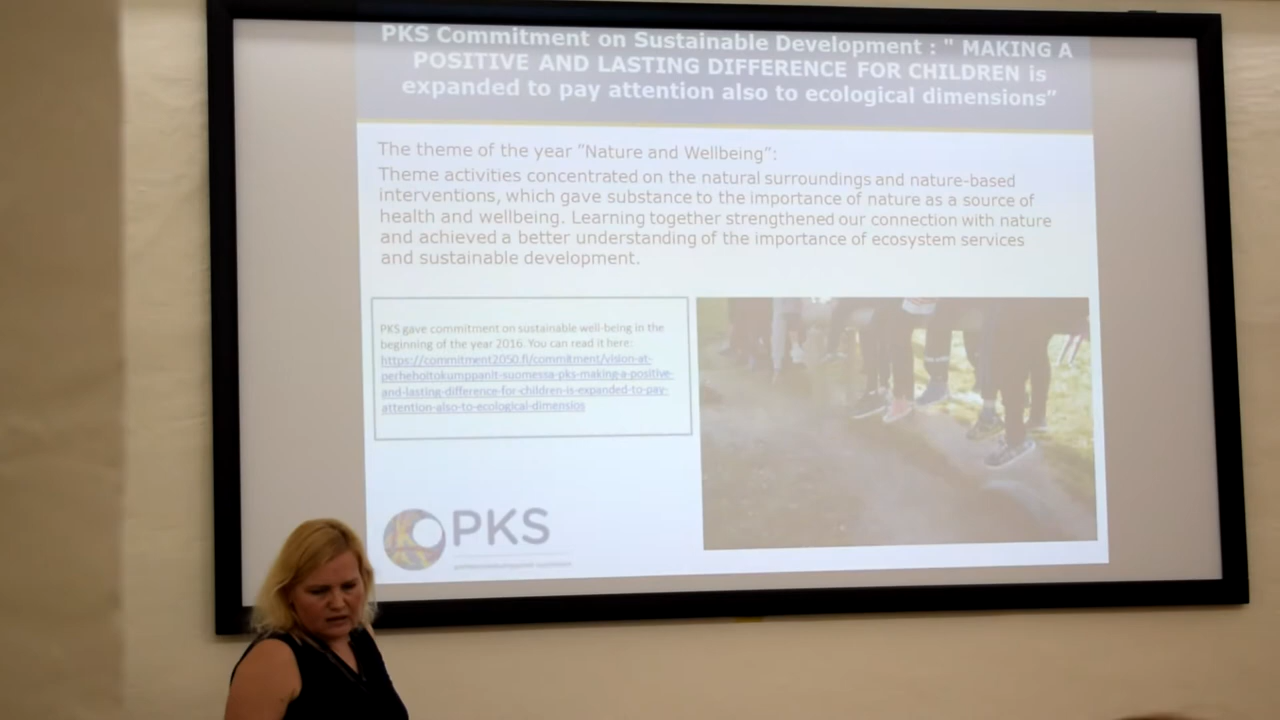 PKS Commitment on Sustainable Development : " MAKING A
POSITIVE AND LASTING DIFFERENCE FOR CHILDREN is
expanded to pay attention also to ecological dimensions”
The theme of the year “Nature and Wellbeing”:
Theme activities concentrated on the natural surroundings and nature-based
interventions, which gave substance to the importance of nature as a source of
health and wellbeing. Learning together strengthened our connection with nature
and achieved a better understanding of the importance of ecosystem services
and sustainable development.
PKS gave commitment on sustainable well-being in the
beginning of the year 2016. You can read it here:
https://commitment2050.fi/commitment/vision-at-
perhehoitokumppanit-suomessa-pks-making-a-positive-
and-lasting-difference-for-children-is-expanded-to-pay-
attention-also-to-ecological-dimensios
PKS